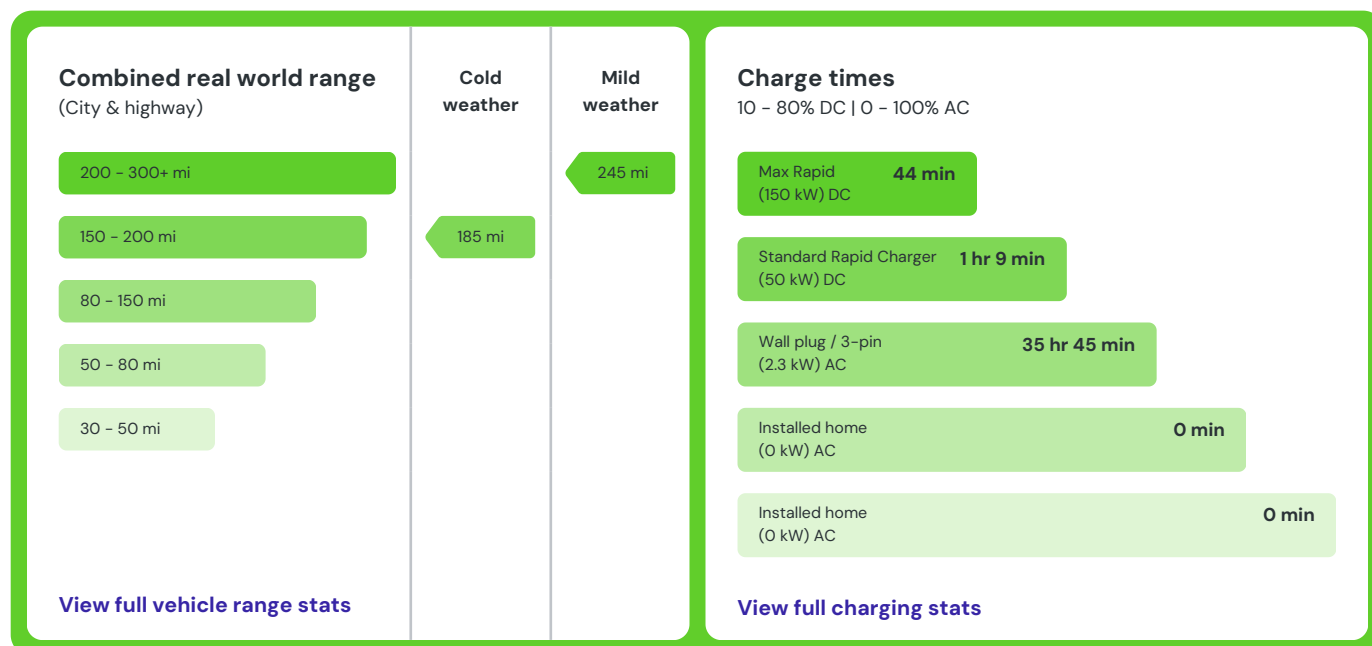 Combined real world range
(City & highway)
Cold
weather
Mild
weather
200 - 300+ mi
245 mi
150 - 200 mi
185 mi
80 - 150 mi
50 - 80 mi
30 - 50 mi
View full vehicle range stats
Charge times
10 - 80% DC | 0 - 100% AC
Max Rapid
(150 kW) DC
44 min
Standard Rapid Charger
(50 kW) DC
1 hr 9 min
Wall plug / 3-pin
(2.3 kW) AC
35 hr 45 min
Installed home
(0 kW) AC
0 min
Installed home
(0 kW) AC
0 min
View full charging stats